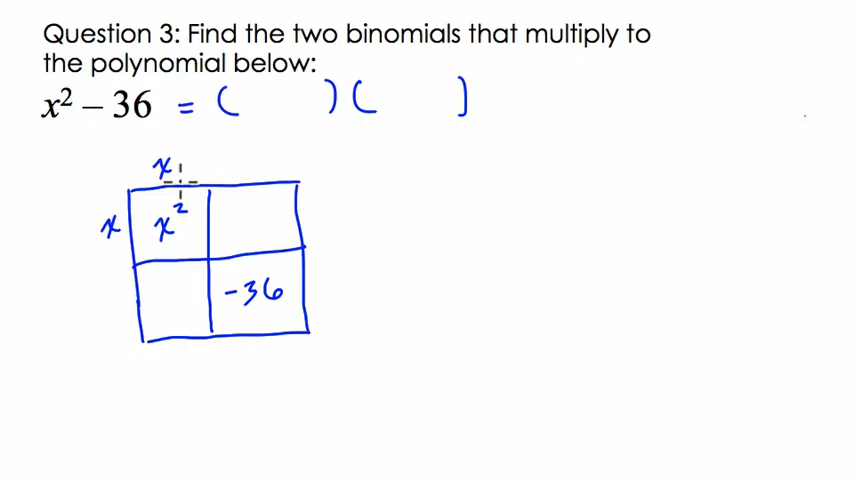 Question 3: Find the two binomials that multiply to
the polynomial below:
x² – 36 = ( )( )
x
x x²
-36